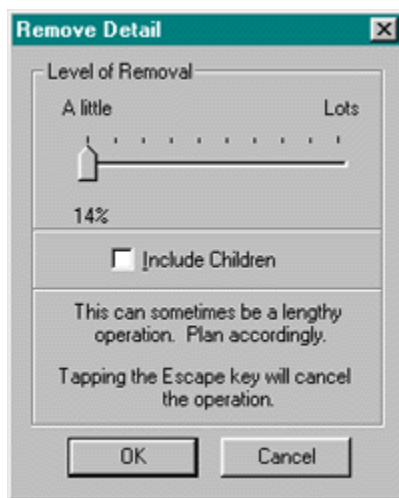 Remove Detail
Level of Removal
A little Lots
14%
Include Children
This can sometimes be a lengthy
operation. Plan accordingly.
Tapping the Escape key will cancel
the operation.
OK Cancel